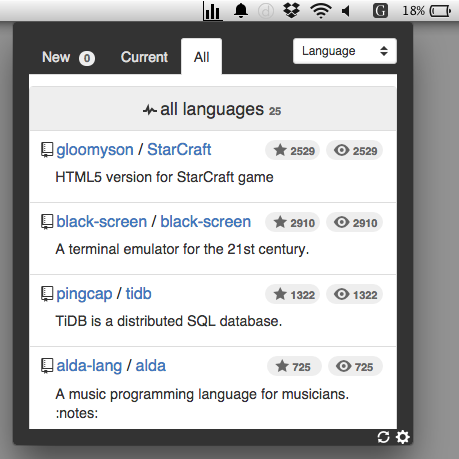 18%
New 0 Current All Language
all languages 25
gloomyson / StarCraft 2529 2529
HTML5 version for StarCraft game
black-screen / black-screen 2910 2910
A terminal emulator for the 21st century.
pingcap / tidb 1322 1322
TiDB is a distributed SQL database.
alda-lang / alda 725 725
A music programming language for musicians.
:notes: